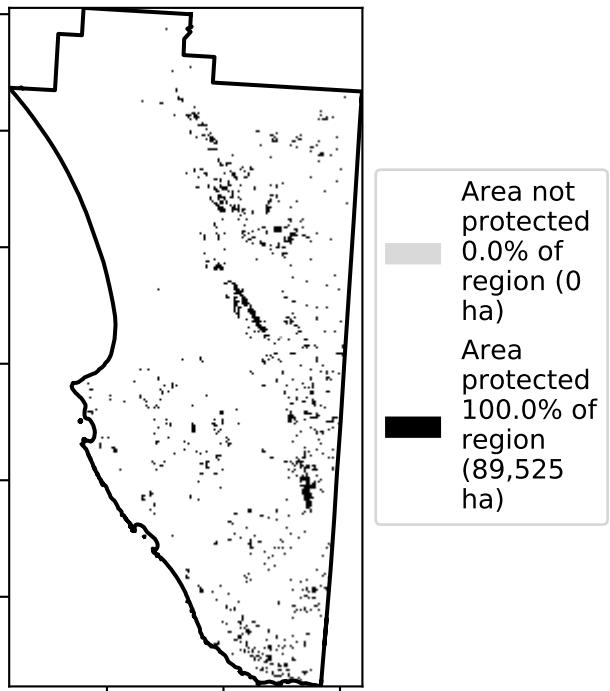 Area not
protected
0.0% of
region (0
ha)
Area
protected
100.0% of
region
(89,525
ha)